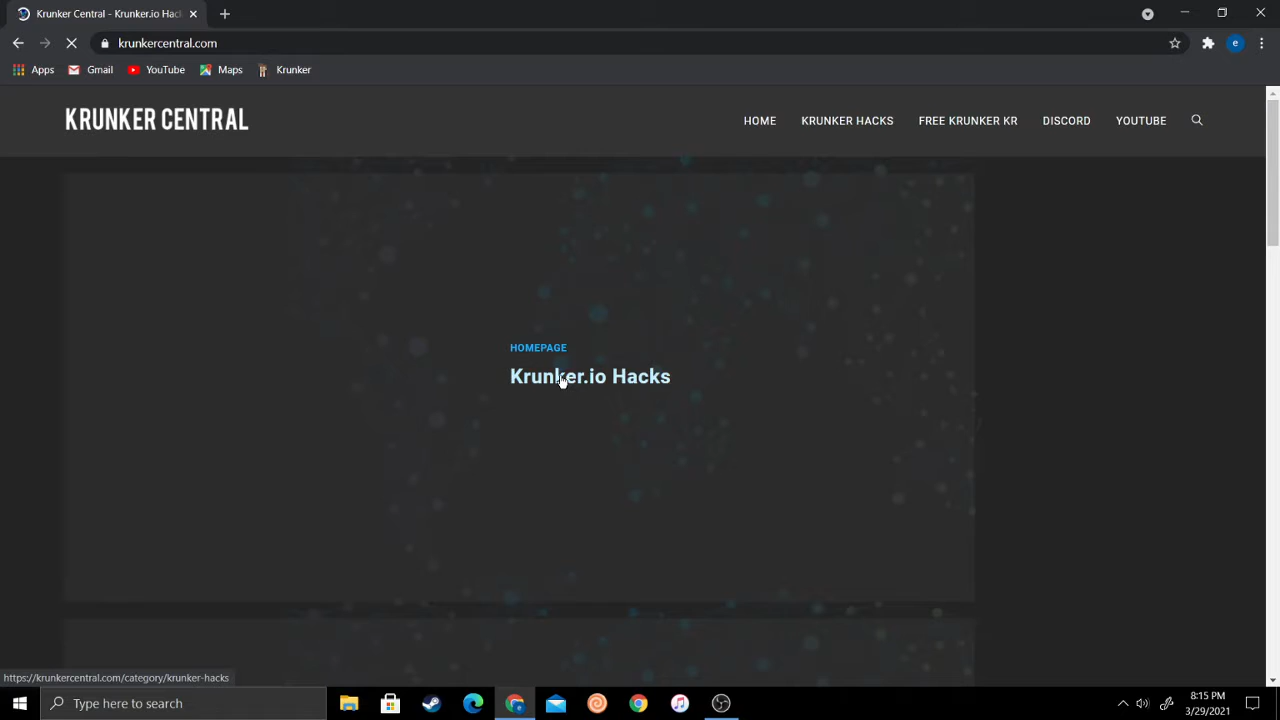 Krunker Central - Krunker.io Hac
krunkercentral.com
e
Apps Gmail YouTube Maps Krunker
KRUNKER CENTRAL
HOME KRUNKER HACKS FREE KRUNKER KR DISCORD YOUTUBE
HOMEPAGE
Krunker.io Hacks
https://krunkercentral.com/category/krunker-hacks
Type here to search
8:15 PM
3/29/2021